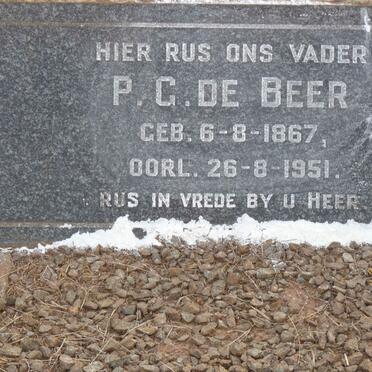 HIER RUS ONS VADER
P. G. DE BEER
GEB. 6-8-1867,
OORL. 26-8-1951.
RUS IN VREDE BY U HEER